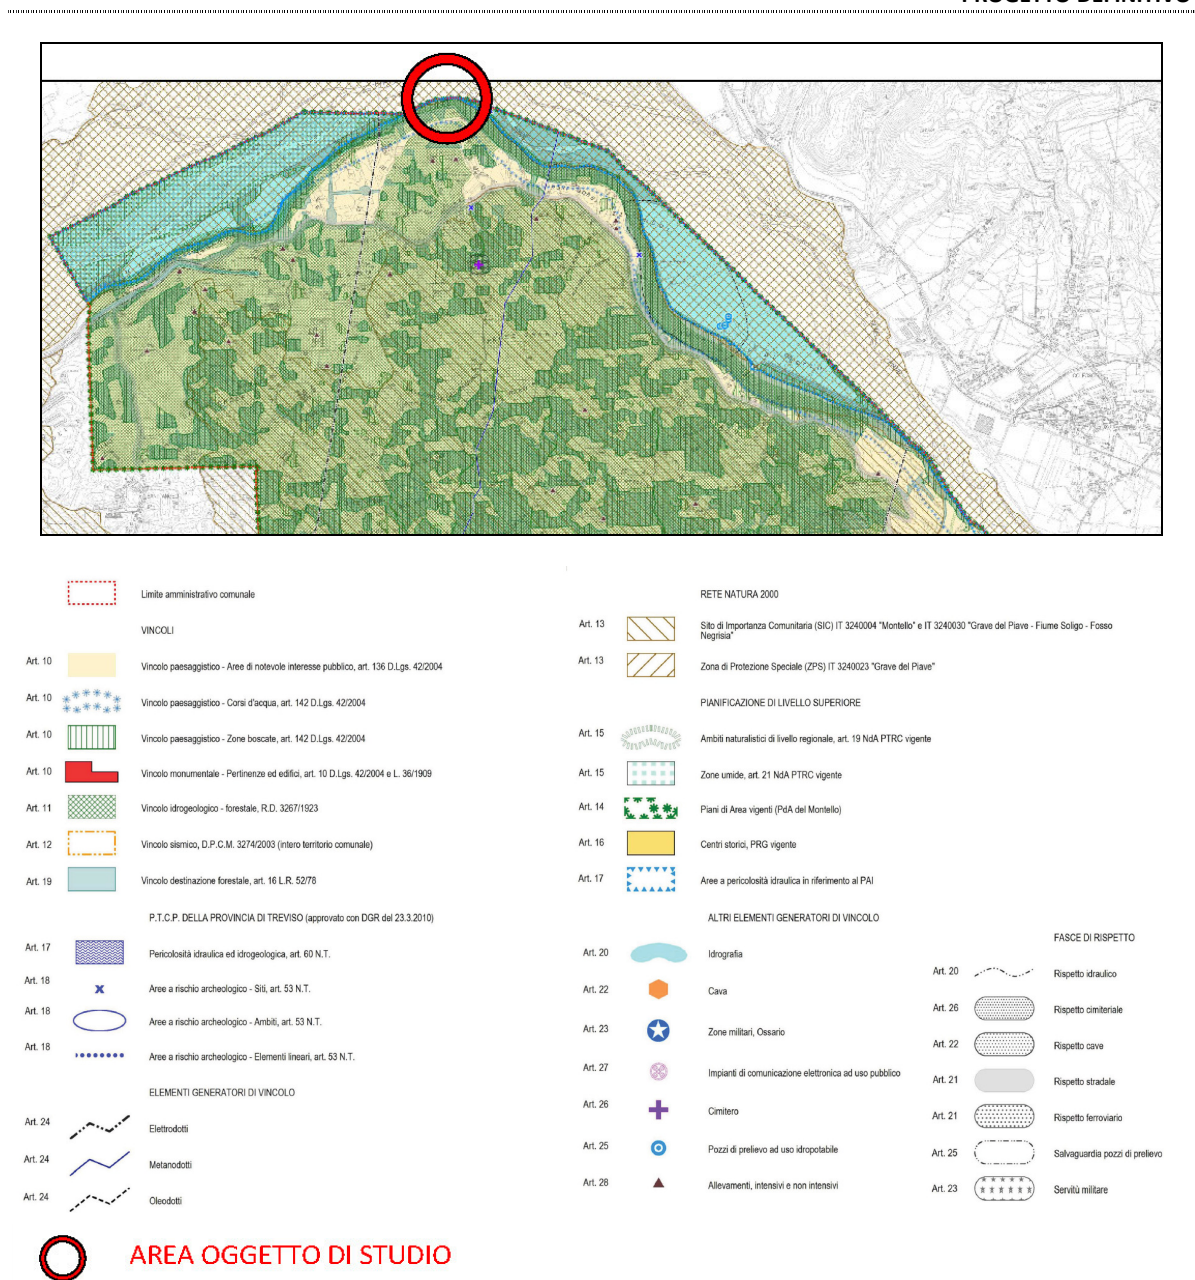 PROGETTO DEFINITIVO
Limite amministrativo comunale
VINCOLI
Art. 10
Vincolo paesaggistico - Aree di notevole interesse pubblico, art. 136 D.Lgs. 42/2004
Art. 10
Vincolo paesaggistico - Corsi d'acqua, art. 142 D.Lgs. 42/2004
Art. 10
Vincolo paesaggistico - Zone boscate, art. 142 D.Lgs. 42/2004
Art. 10
Vincolo monumentale - Pertinenze ed edifici, art. 10 D.Lgs. 42/2004 e L. 36/1909
Art. 11
Vincolo idrogeologico - forestale, R.D. 3267/1923
Art. 12
Vincolo sismico, D.P.C.M. 3274/2003 (intero territorio comunale)
Art. 19
Vincolo destinazione forestale, art. 16 L.R. 52/78
P.T.C.P. DELLA PROVINCIA DI TREVISO (approvato con DGR del 23.3.2010)
Art. 17
Pericolosità idraulica ed idrogeologica, art. 60 N.T.
Art. 18
Aree a rischio archeologico - Siti, art. 53 N.T.
Art. 18
Aree a rischio archeologico - Ambiti, art. 53 N.T.
Art. 18
Aree a rischio archeologico - Elementi lineari, art. 53 N.T.
ELEMENTI GENERATORI DI VINCOLO
Art. 24
Elettrodotti
Art. 24
Metanodotti
Art. 24
Oleodotti
RETE NATURA 2000
Art. 13
Sito di Importanza Comunitaria (SIC) IT 3240004 "Montello" e IT 3240030 "Grave del Piave - Fiume Soligo - Fosso
Negrisia"
Art. 13
Zona di Protezione Speciale (ZPS) IT 3240023 "Grave del Piave"
PIANIFICAZIONE DI LIVELLO SUPERIORE
Art. 15
Ambiti naturalistici di livello regionale, art. 19 NdA PTRC vigente
Art. 15
Zone umide, art. 21 NdA PTRC vigente
Art. 14
Piani di Area vigenti (PdA del Montello)
Art. 16
Centri storici, PRG vigente
Art. 17
Aree a pericolosità idraulica in riferimento al PAI
ALTRI ELEMENTI GENERATORI DI VINCOLO
Art. 20
Idrografia
Art. 22
Cava
Art. 23
Zone militari, Ossario
Art. 27
Impianti di comunicazione elettronica ad uso pubblico
Art. 26
Cimitero
Art. 25
Pozzi di prelievo ad uso idropotabile
Art. 28
Allevamenti, intensivi e non intensivi
FASCE DI RISPETTO
Art. 20
Rispetto idraulico
Art. 26
Rispetto cimiteriale
Art. 22
Rispetto cave
Art. 21
Rispetto stradale
Art. 21
Rispetto ferroviario
Art. 25
Salvaguardia pozzi di prelievo
Art. 23
Servitù militare
AREA OGGETTO DI STUDIO